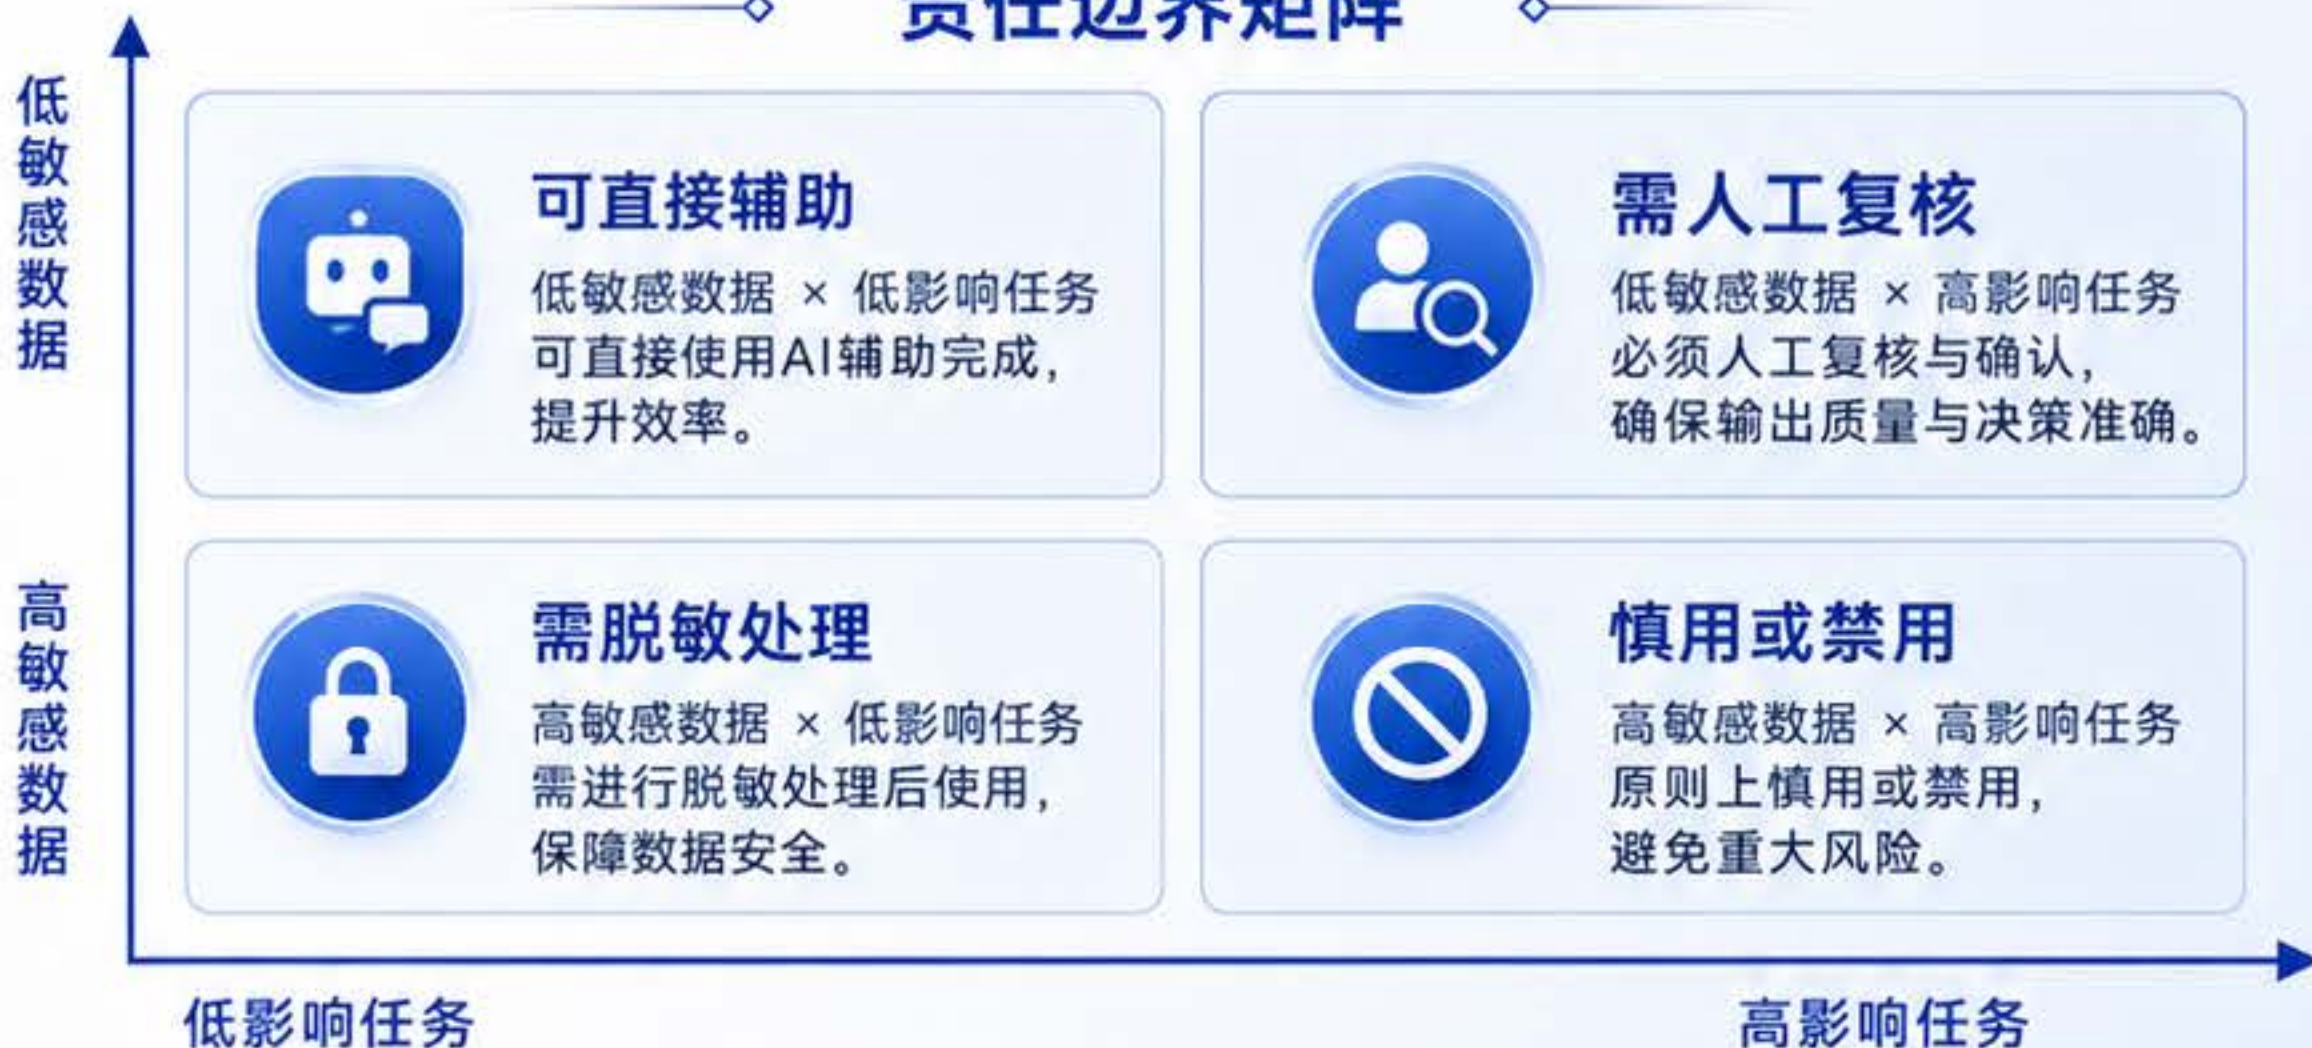 责任边界矩阵
低敏感数据
可直接辅助
低敏感数据 × 低影响任务
可直接使用AI辅助完成，
提升效率。
需人工复核
低敏感数据 × 高影响任务
必须人工复核与确认，
确保输出质量与决策准确。
高敏感数据
需脱敏处理
高敏感数据 × 低影响任务
需进行脱敏处理后使用，
保障数据安全。
慎用或禁用
高敏感数据 × 高影响任务
原则上慎用或禁用，
避免重大风险。
低影响任务
高影响任务